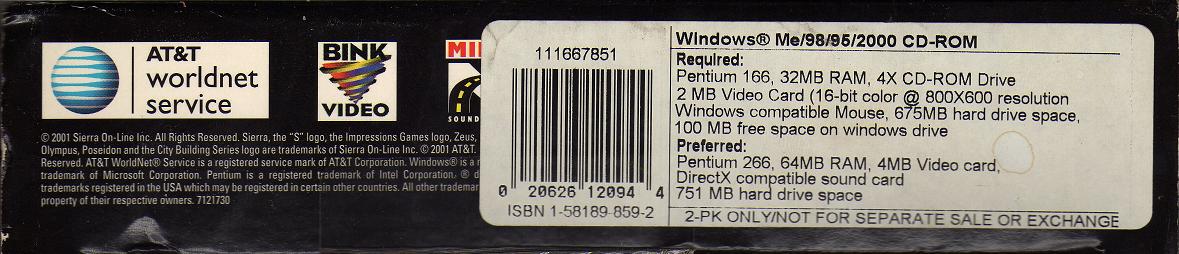 AT&T
worldnet
service
BINK
VIDEO
MI
SOUND
© 2001 Sierra On-Line Inc. All Rights Reserved. Sierra, the "S" logo, the Impressions Games logo, Zeus,
Olympus, Poseidon and the City Building Series logo are trademarks of Sierra On-Line Inc. © 2001 AT&T.
Reserved. AT&T WorldNet® Service is a registered service mark of AT&T Corporation. Windows® is a r
trademark of Microsoft Corporation. Pentium is a registered trademark of Intel Corporation. ® d
trademarks registered in the USA which may be registered in certain other countries. All other trademar
property of their respective owners. 7121730
111667851
0 20626 12094 4
ISBN 1-58189-859-2
Windows® Me/98/95/2000 CD-ROM
Required:
Pentium 166, 32MB RAM, 4X CD-ROM Drive
2 MB Video Card (16-bit color @ 800X600 resolution
Windows compatible Mouse, 675MB hard drive space,
100 MB free space on windows drive
Preferred:
Pentium 266, 64MB RAM, 4MB Video card,
DirectX compatible sound card
751 MB hard drive space
2-PK ONLY/NOT FOR SEPARATE SALE OR EXCHANGE